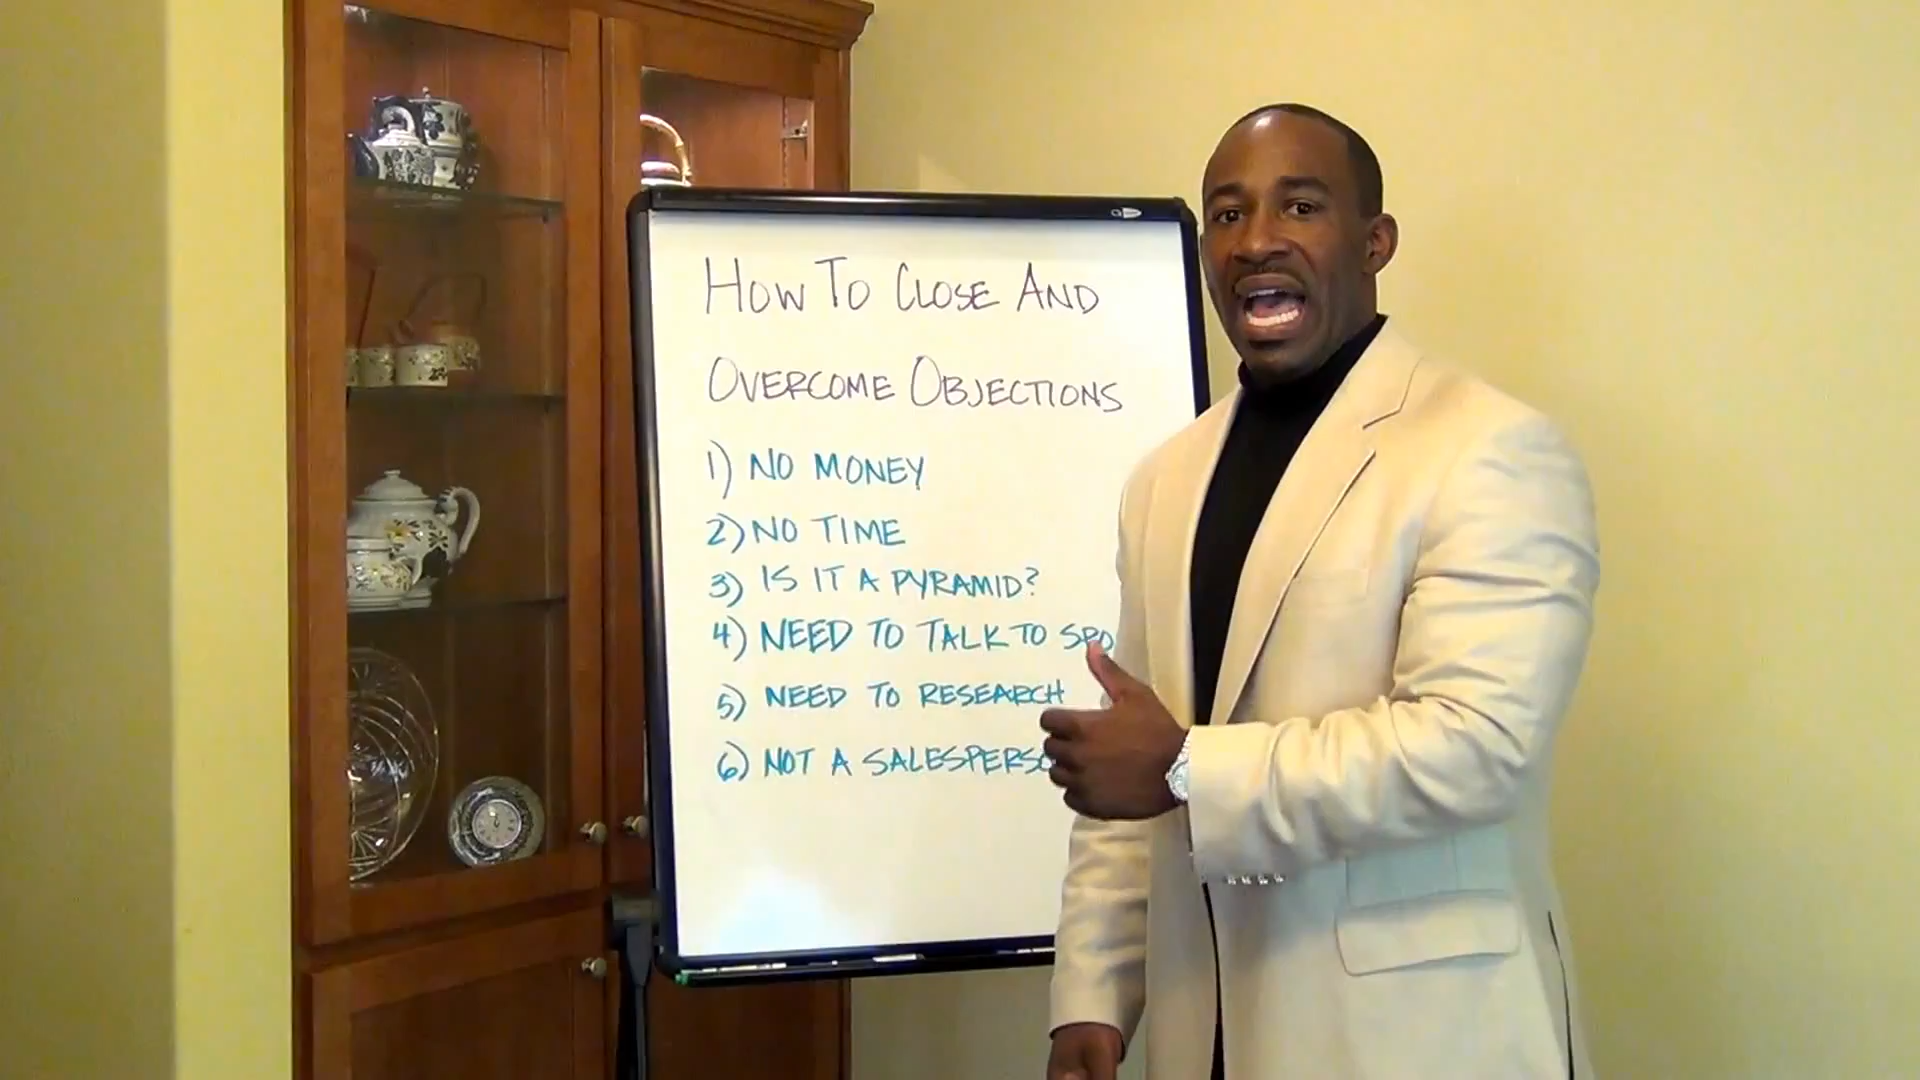 How To Close And
Overcome Objections
1) NO MONEY
2) NO TIME
3) IS IT A PYRAMID?
4) NEED TO TALK TO
5) NEED TO RESEARCH
6) NOT A